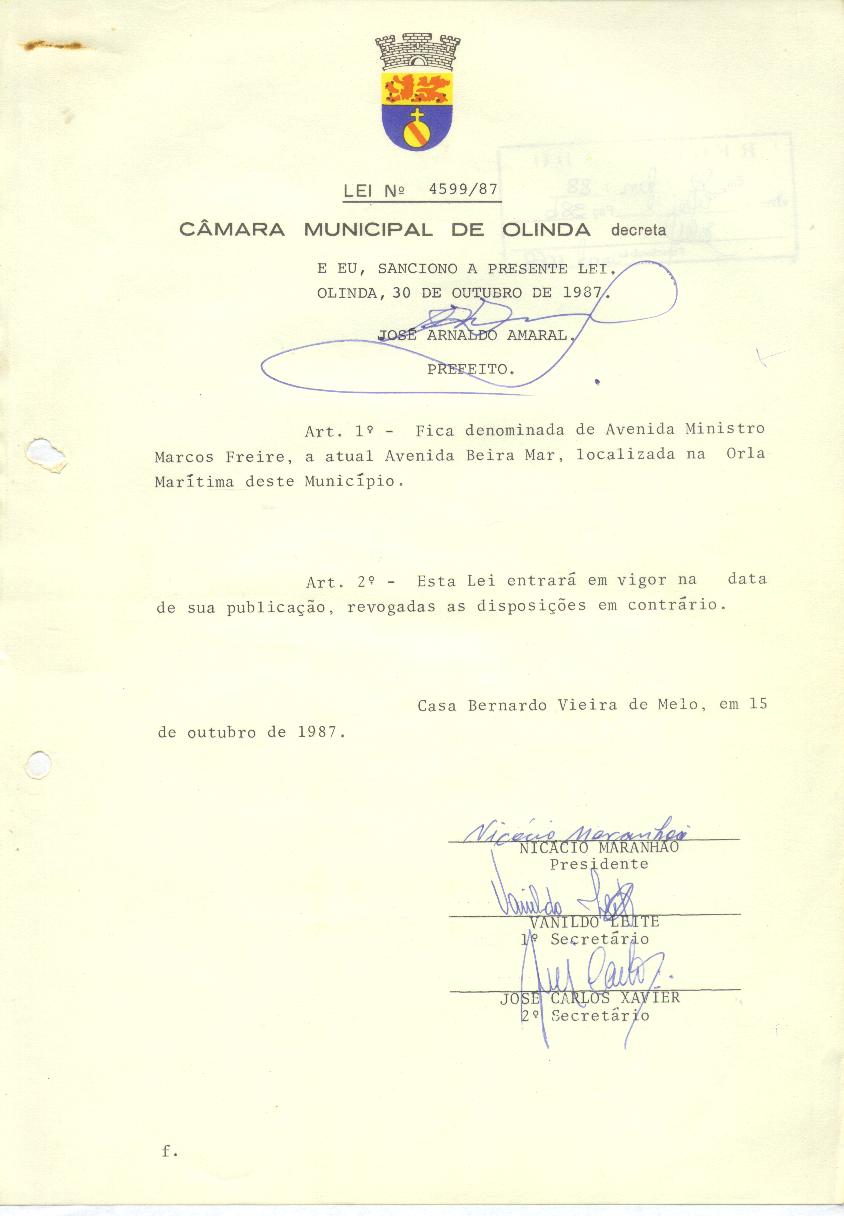 LEI Nº 4599/87
CÂMARA MUNICIPAL DE OLINDA decreta
E EU, SANCIONO A PRESENTE LEI.
OLINDA, 30 DE OUTUBRO DE 1987.
JOSÉ ARNALDO AMARAL,
PREFEITO.
Art. 1º - Fica denominada de Avenida Ministro
Marcos Freire, a atual Avenida Beira Mar, localizada na Orla
Marítima deste Município.
Art. 2º - Esta Lei entrará em vigor na data
de sua publicação, revogadas as disposições em contrário.
Casa Bernardo Vieira de Melo, em 15
de outubro de 1987.
Nicácio Maranhão
NICÁCIO MARANHÃO
Presidente
Vanildo Leite
VANILDO LEITE
1º Secretário
José Carlos
JOSÉ CARLOS XAVIER
2º Secretário
f.